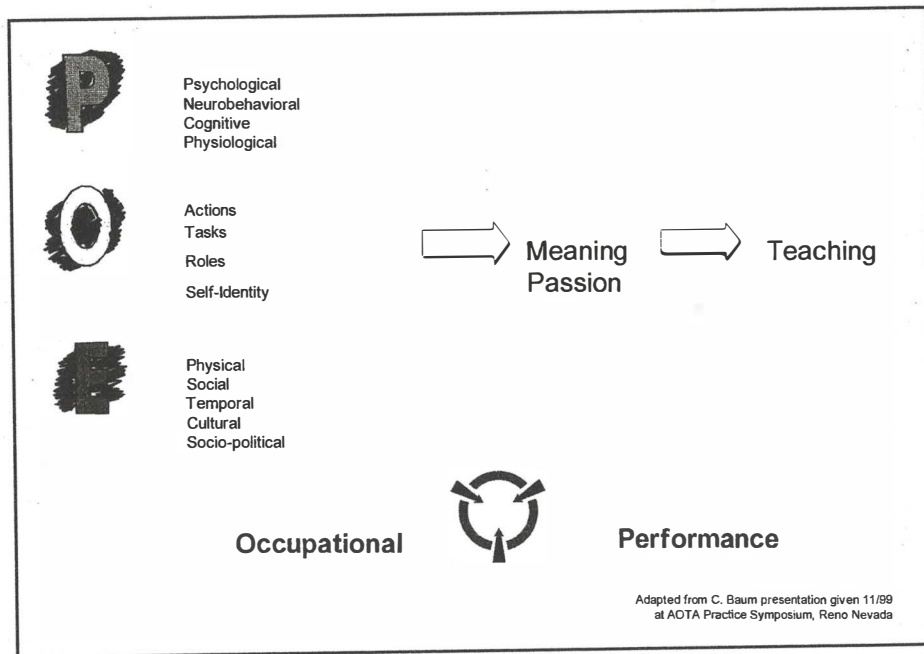 P
Psychological
Neurobehavioral
Cognitive
Physiological
O
Actions
Tasks
Roles
Self-Identity
Meaning
Passion
Teaching
E
Physical
Social
Temporal
Cultural
Socio-political
Occupational
Performance
Adapted from C. Baum presentation given 11/99
at AOTA Practice Symposium, Reno Nevada